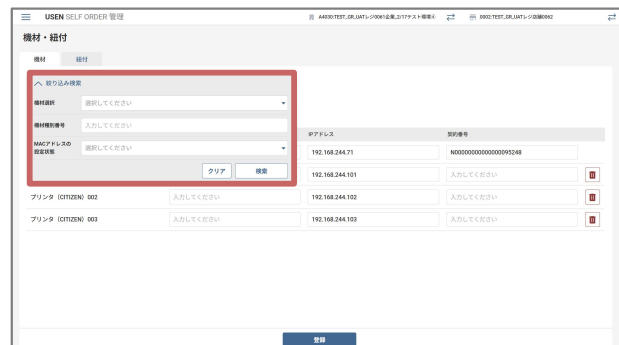 USEN SELF ORDER 管理
A4030:TEST_GR_UATレジ0061企業_2/17テスト環境④
0002:TEST_GR_UATレジ店舗0062
機材・紐付
機材 紐付
絞り込み検索
機材選択 選択してください
機材種別番号 入力してください
MACアドレスの
設定状態 選択してください
クリア 検索
IPアドレス 契約番号
192.168.244.71 N00000000000000095248
192.168.244.101 入力してください
プリンタ（CITIZEN）002 入力してください 192.168.244.102 入力してください
プリンタ（CITIZEN）003 入力してください 192.168.244.103 入力してください
登録